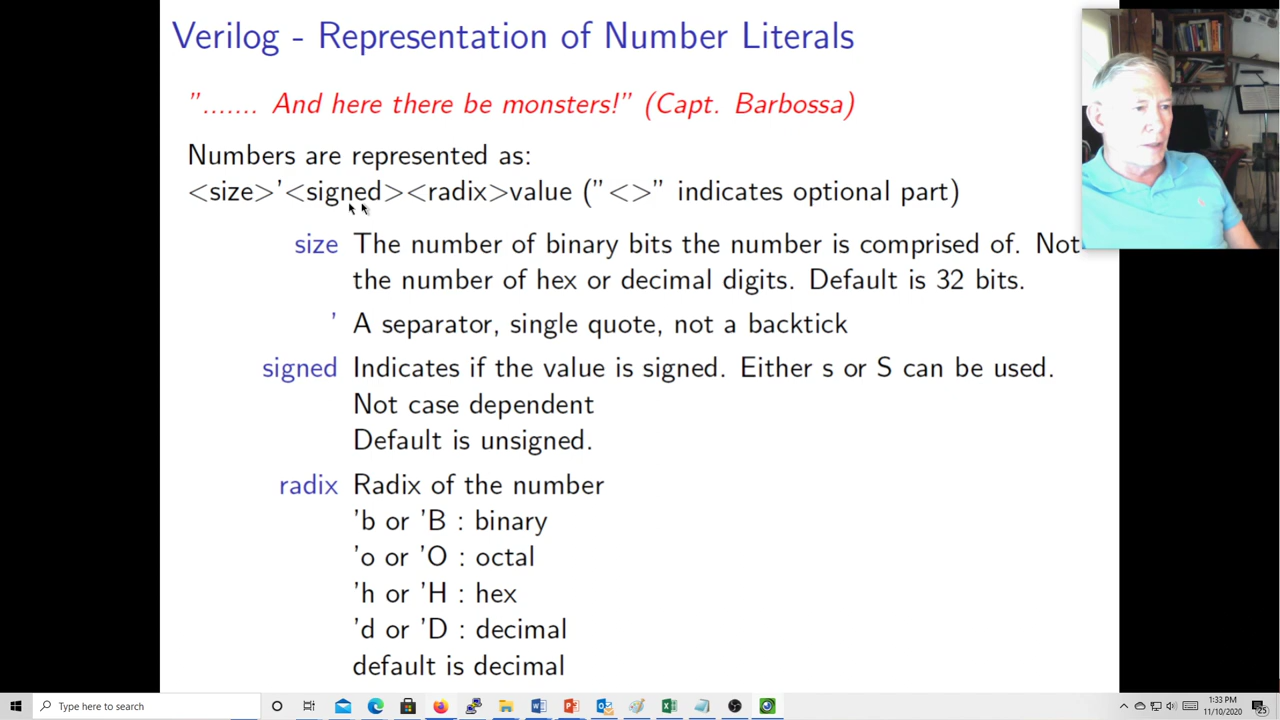 Verilog - Representation of Number Literals
"....... And here there be monsters!" (Capt. Barbossa)
Numbers are represented as:
<size>'<signed><radix>value ("<>" indicates optional part)
size The number of binary bits the number is comprised of. Not
the number of hex or decimal digits. Default is 32 bits.
' A separator, single quote, not a backtick
signed Indicates if the value is signed. Either s or S can be used.
Not case dependent
Default is unsigned.
radix Radix of the number
'b or 'B : binary
'o or 'O : octal
'h or 'H : hex
'd or 'D : decimal
default is decimal
Type here to search
1:33 PM
11/10/2020
25